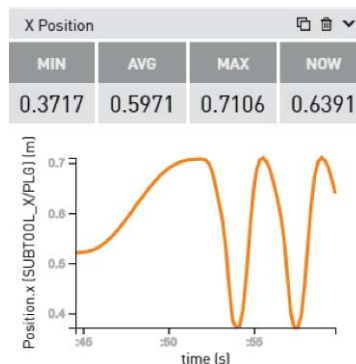 X Position
MIN AVG MAX NOW
0.3717 0.5971 0.7106 0.6391
Position.x [SUBTOOL_X/PLG] [m]
0.7
0.6
0.5
0.4
:45 :50 :55
time [s]